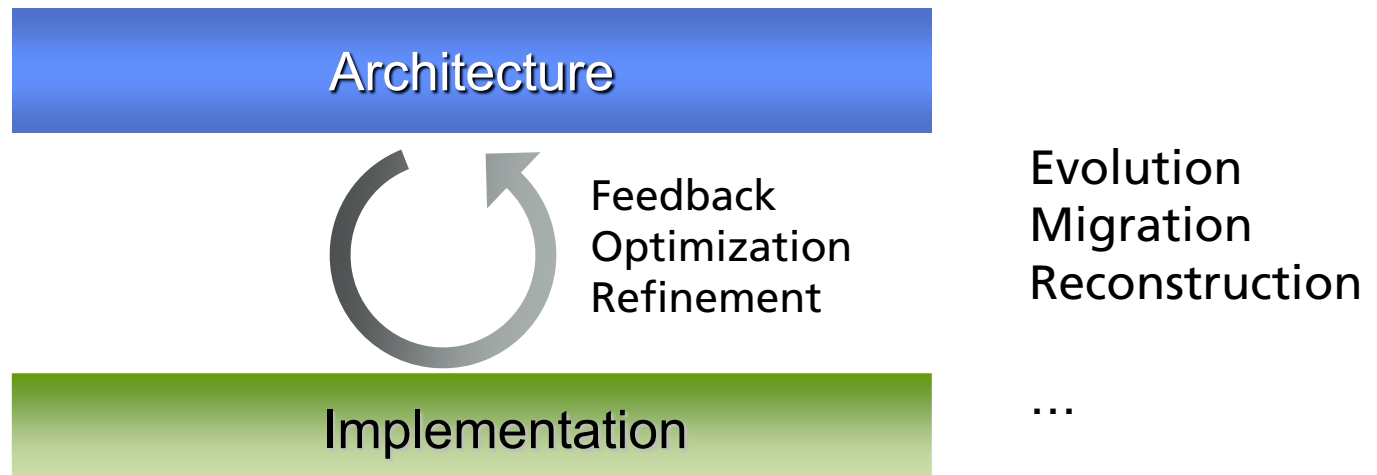 Architecture
Feedback
Optimization
Refinement
Evolution
Migration
Reconstruction
...
Implementation